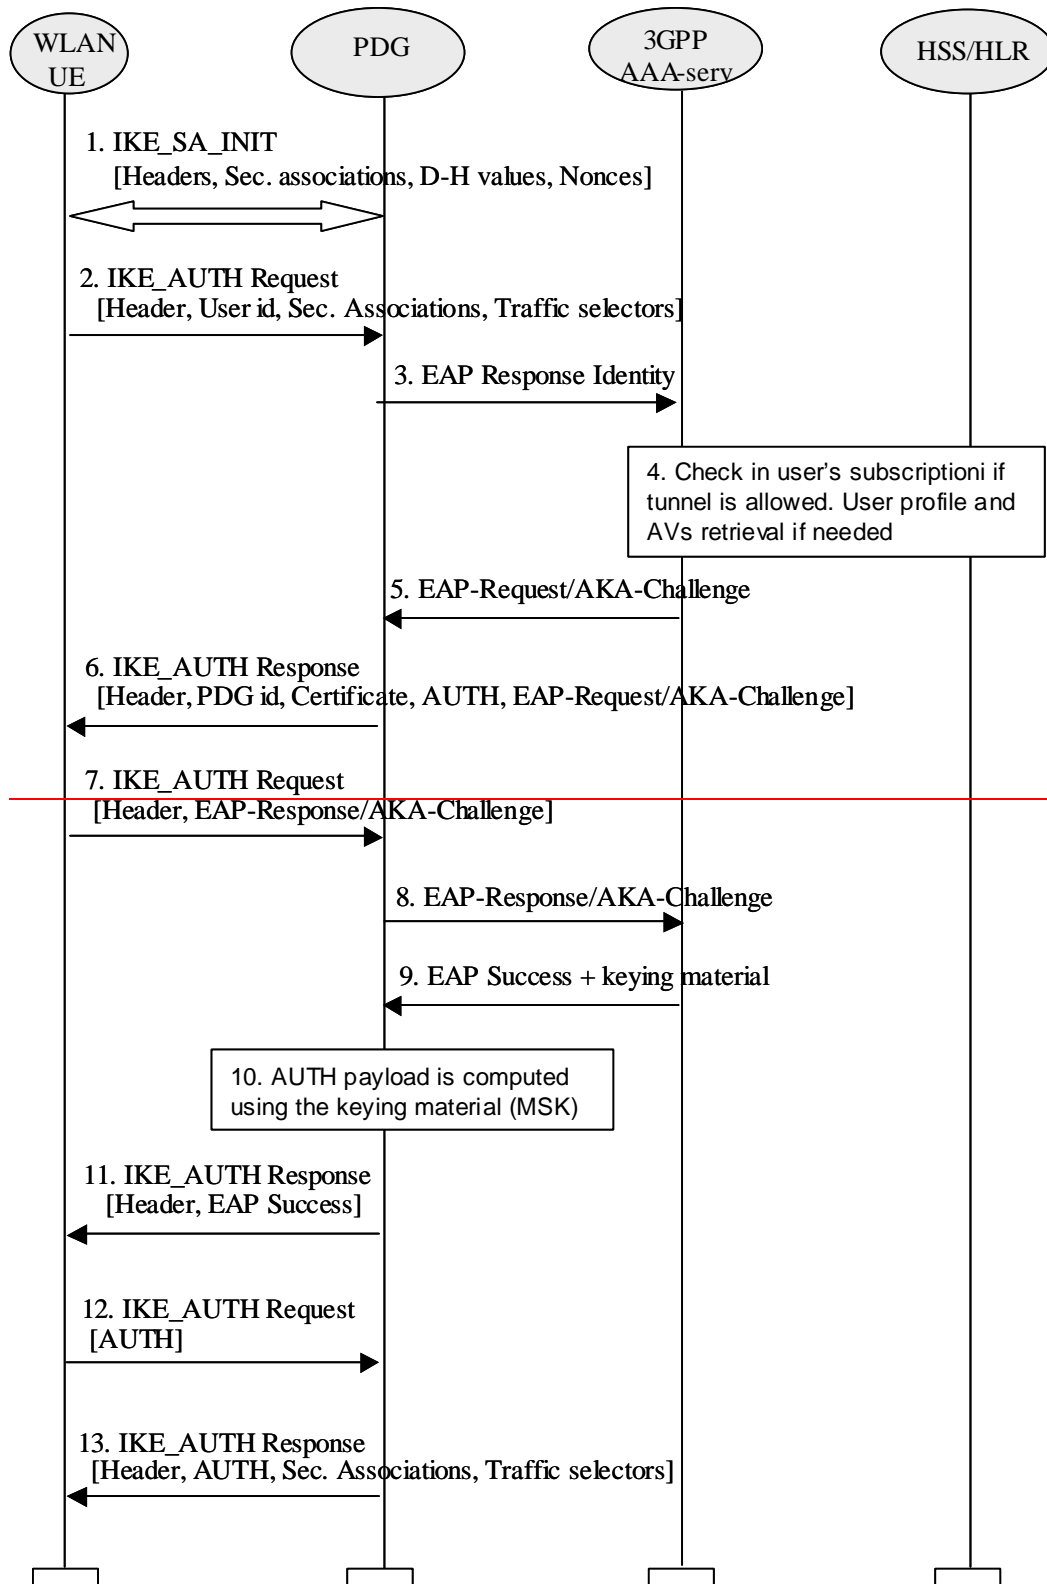 WLAN
UE
PDG
3GPP
AAA-serv
HSS/HLR
1. IKE_SA_INIT
[Headers, Sec. associations, D-H values, Nonces]
2. IKE_AUTH Request
[Header, User id, Sec. Associations, Traffic selectors]
3. EAP Response Identity
4. Check in user's subscriptioni if
tunnel is allowed. User profile and
AVs retrieval if needed
5. EAP-Request/AKA-Challenge
6. IKE_AUTH Response
[Header, PDG id, Certificate, AUTH, EAP-Request/AKA-Challenge]
7. IKE_AUTH Request
[Header, EAP-Response/AKA-Challenge]
8. EAP-Response/AKA-Challenge
9. EAP Success + keying material
10. AUTH payload is computed
using the keying material (MSK)
11. IKE_AUTH Response
[Header, EAP Success]
12. IKE_AUTH Request
[AUTH]
13. IKE_AUTH Response
[Header, AUTH, Sec. Associations, Traffic selectors]